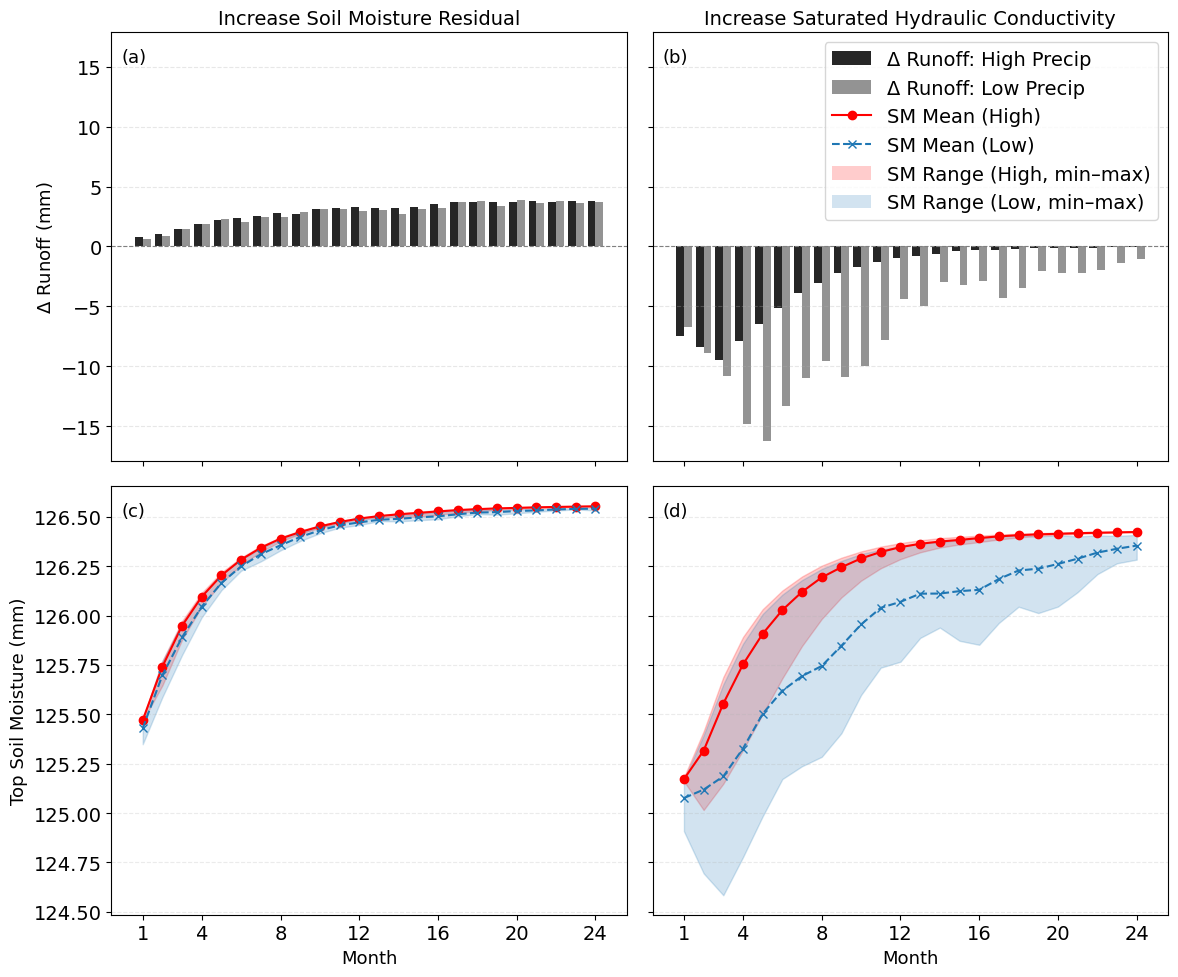 Increase Soil Moisture Residual
Increase Saturated Hydraulic Conductivity
(a)
15
10
5
0
−5
−10
−15
Δ Runoff (mm)
(b)
Δ Runoff: High Precip
Δ Runoff: Low Precip
SM Mean (High)
SM Mean (Low)
SM Range (High, min–max)
SM Range (Low, min–max)
(c)
126.50
126.25
126.00
125.75
125.50
125.25
125.00
124.75
124.50
Top Soil Moisture (mm)
1 4 8 12 16 20 24
Month
(d)
1 4 8 12 16 20 24
Month